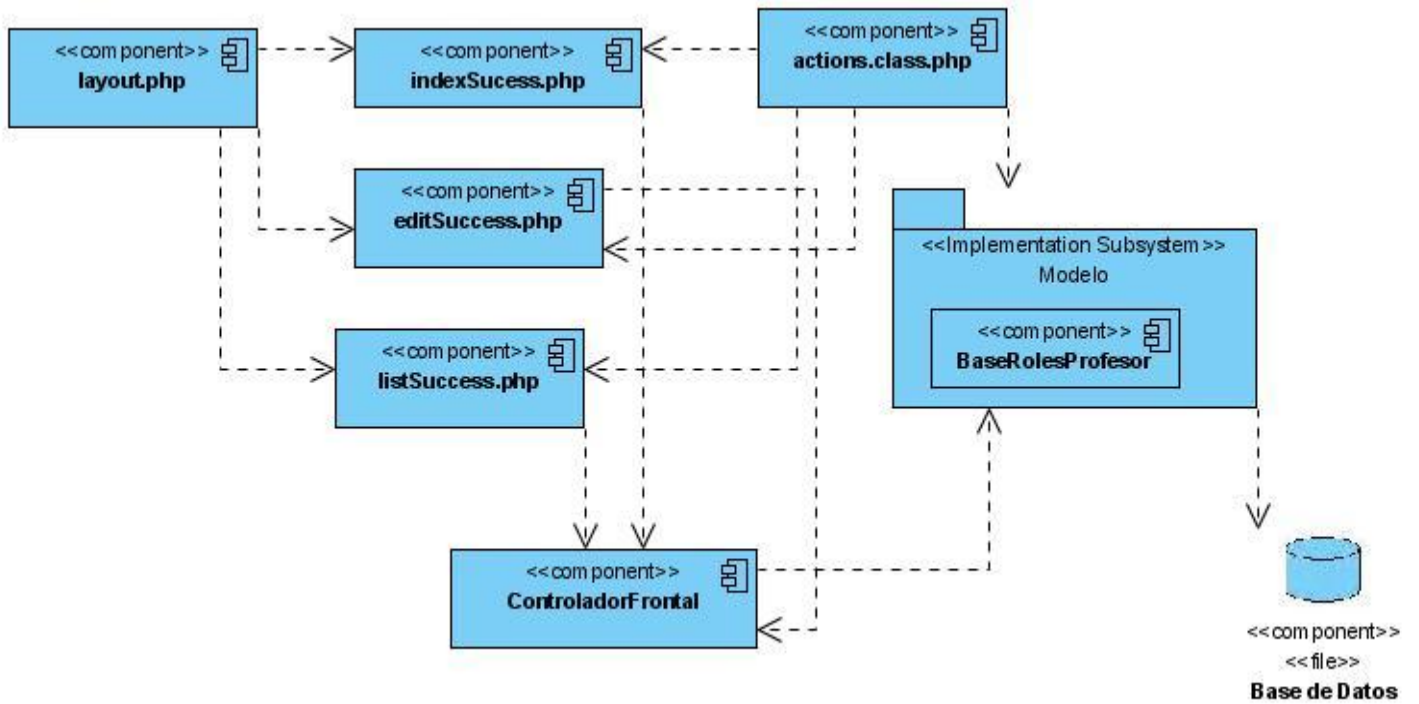 <<component>>
layout.php
<<component>>
indexSucess.php
<<component>>
actions.class.php
<<component>>
editSuccess.php
<<Implementation Subsystem>>
Modelo
<<component>>
BaseRolesProfesor
<<component>>
listSuccess.php
<<component>>
ControladorFrontal
<<component>>
<<file>>
Base de Datos